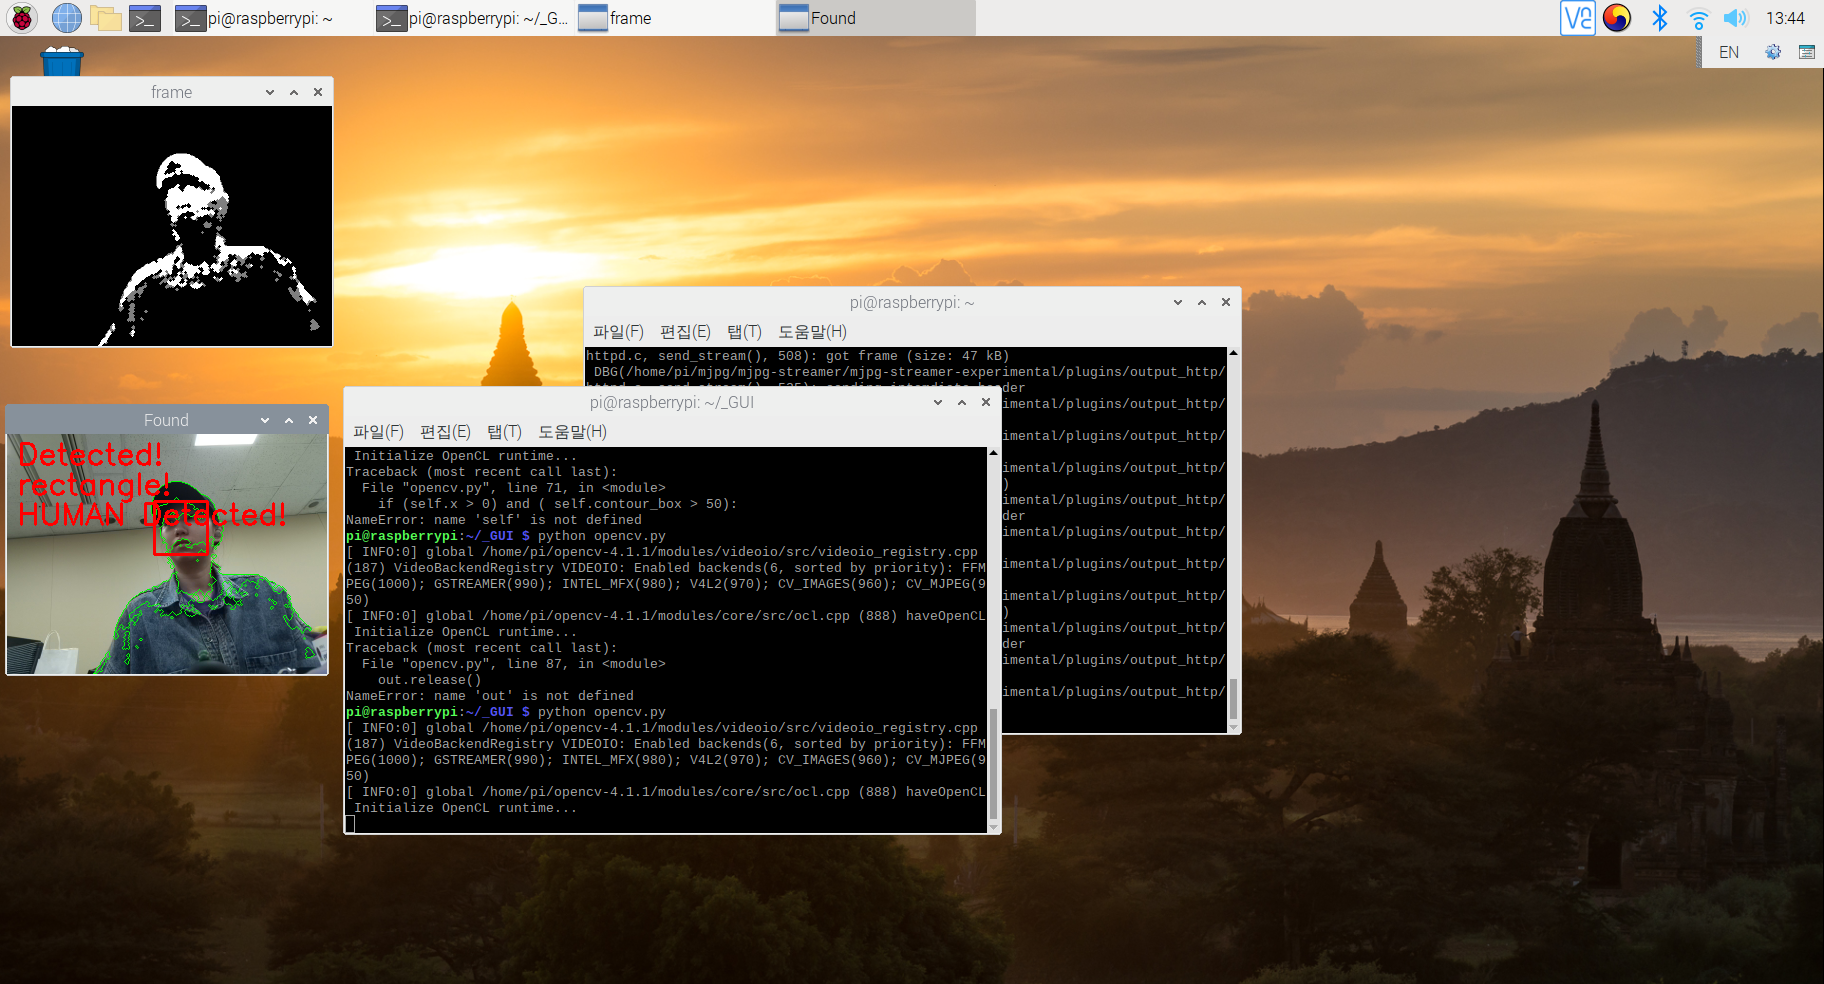 pi@raspberrypi: ~
pi@raspberrypi: ~/_G...
frame
Found
13:44
EN
frame
Found
Detected!
rectangle!
HUMAN Detected!
pi@raspberrypi: ~
파일(F) 편집(E) 탭(T) 도움말(H)
httpd.c, send_stream(), 508): got frame (size: 47 kB)
DBG(/home/pi/mjpg/mjpg-streamer/mjpg-streamer-experimental/plugins/output_http/
der
imental/plugins/output_http/
imental/plugins/output_http/
imental/plugins/output_http/
)
imental/plugins/output_http/
der
imental/plugins/output_http/
imental/plugins/output_http/
imental/plugins/output_http/
)
imental/plugins/output_http/
der
imental/plugins/output_http/
imental/plugins/output_http/
pi@raspberrypi: ~/_GUI
파일(F) 편집(E) 탭(T) 도움말(H)
Initialize OpenCL runtime...
Traceback (most recent call last):
File "opencv.py", line 71, in <module>
if (self.x > 0) and ( self.contour_box > 50):
NameError: name 'self' is not defined
pi@raspberrypi:~/_GUI $ python opencv.py
[ INFO:0] global /home/pi/opencv-4.1.1/modules/videoio/src/videoio_registry.cpp
(187) VideoBackendRegistry VIDEOIO: Enabled backends(6, sorted by priority): FFM
PEG(1000); GSTREAMER(990); INTEL_MFX(980); V4L2(970); CV_IMAGES(960); CV_MJPEG(9
50)
[ INFO:0] global /home/pi/opencv-4.1.1/modules/core/src/ocl.cpp (888) haveOpenCL
Initialize OpenCL runtime...
Traceback (most recent call last):
File "opencv.py", line 87, in <module>
out.release()
NameError: name 'out' is not defined
pi@raspberrypi:~/_GUI $ python opencv.py
[ INFO:0] global /home/pi/opencv-4.1.1/modules/videoio/src/videoio_registry.cpp
(187) VideoBackendRegistry VIDEOIO: Enabled backends(6, sorted by priority): FFM
PEG(1000); GSTREAMER(990); INTEL_MFX(980); V4L2(970); CV_IMAGES(960); CV_MJPEG(9
50)
[ INFO:0] global /home/pi/opencv-4.1.1/modules/core/src/ocl.cpp (888) haveOpenCL
Initialize OpenCL runtime...